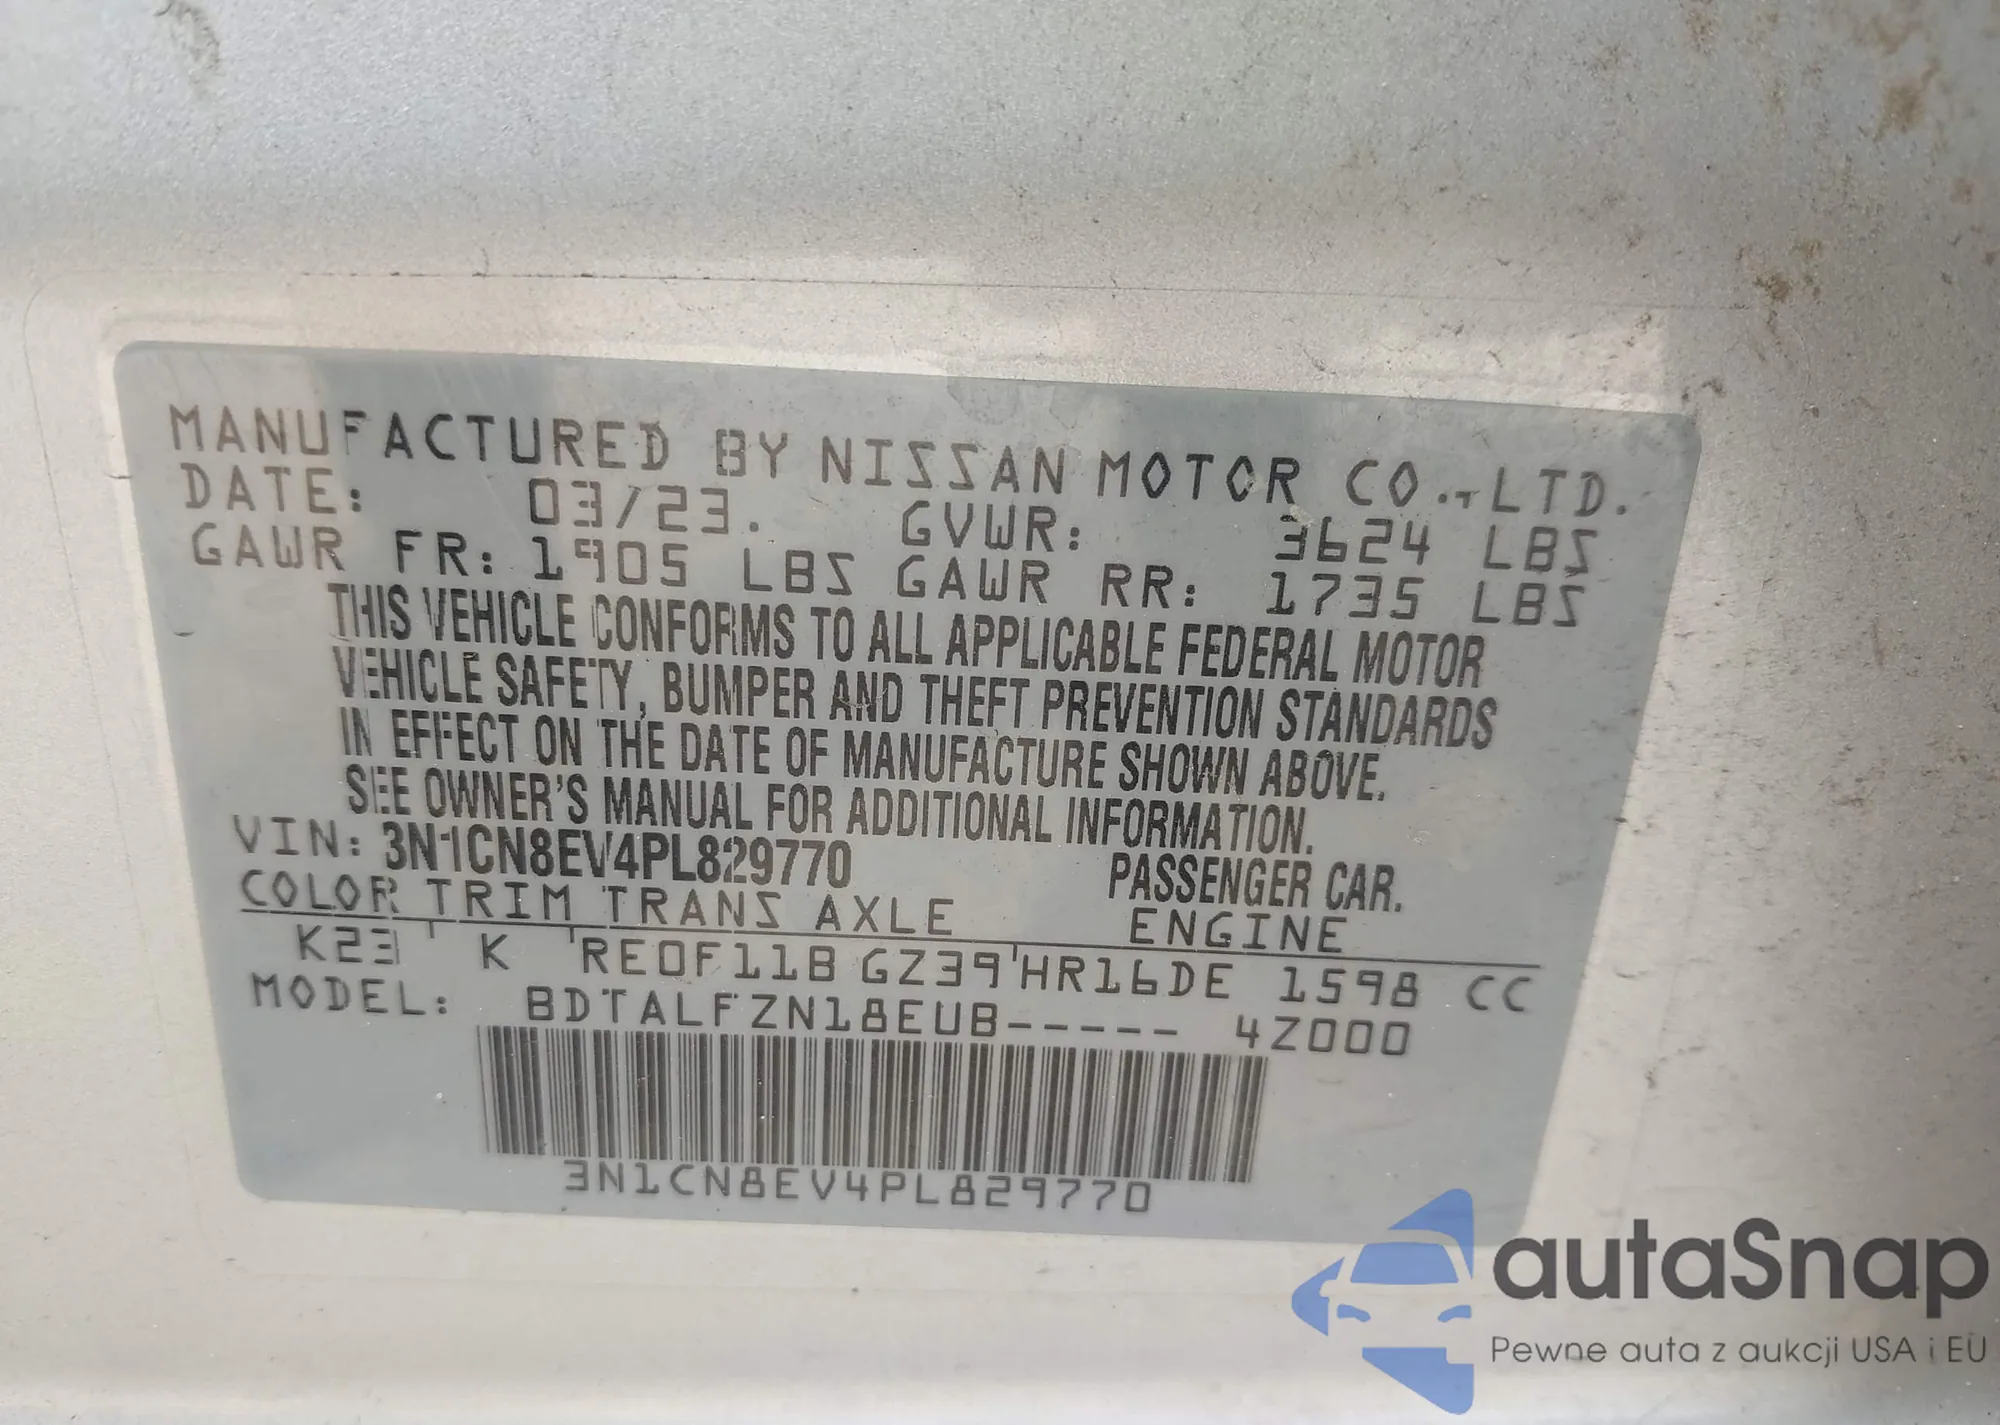 MANUFACTURED BY NISSAN MOTOR CO., LTD.
DATE: 03/23. GVWR: 3624 LBS
GAWR FR: 1905 LBS GAWR RR: 1735 LBS
THIS VEHICLE CONFORMS TO ALL APPLICABLE FEDERAL MOTOR
VEHICLE SAFETY, BUMPER AND THEFT PREVENTION STANDARDS
IN EFFECT ON THE DATE OF MANUFACTURE SHOWN ABOVE.
SEE OWNER'S MANUAL FOR ADDITIONAL INFORMATION.
VIN: 3N1CN8EV4PL829770 PASSENGER CAR.
COLOR TRIM TRANS AXLE ENGINE
K23 K RE0F11B GZ39 HR16DE 1598 CC
MODEL: BDTALFZN18EUB----- 4Z000
3N1CN8EV4PL829770
autaSnap
Pewne auta z aukcji USA i EU